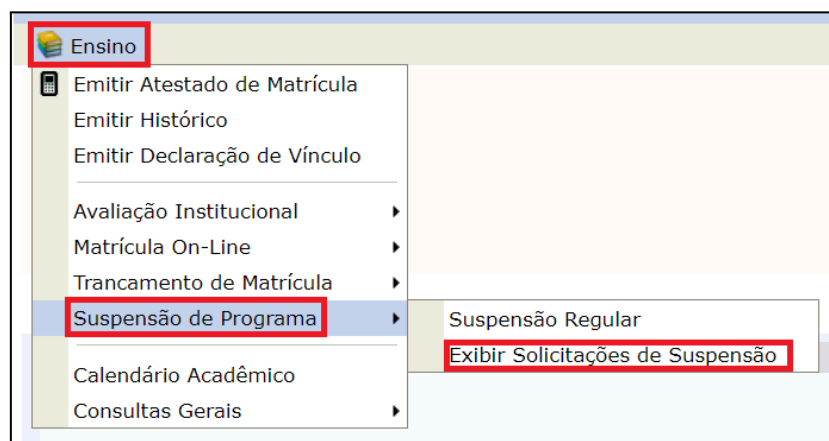 Ensino
Emitir Atestado de Matrícula
Emitir Histórico
Emitir Declaração de Vínculo
Avaliação Institucional
Matrícula On-Line
Trancamento de Matrícula
Suspensão de Programa
Suspensão Regular
Exibir Solicitações de Suspensão
Calendário Acadêmico
Consultas Gerais